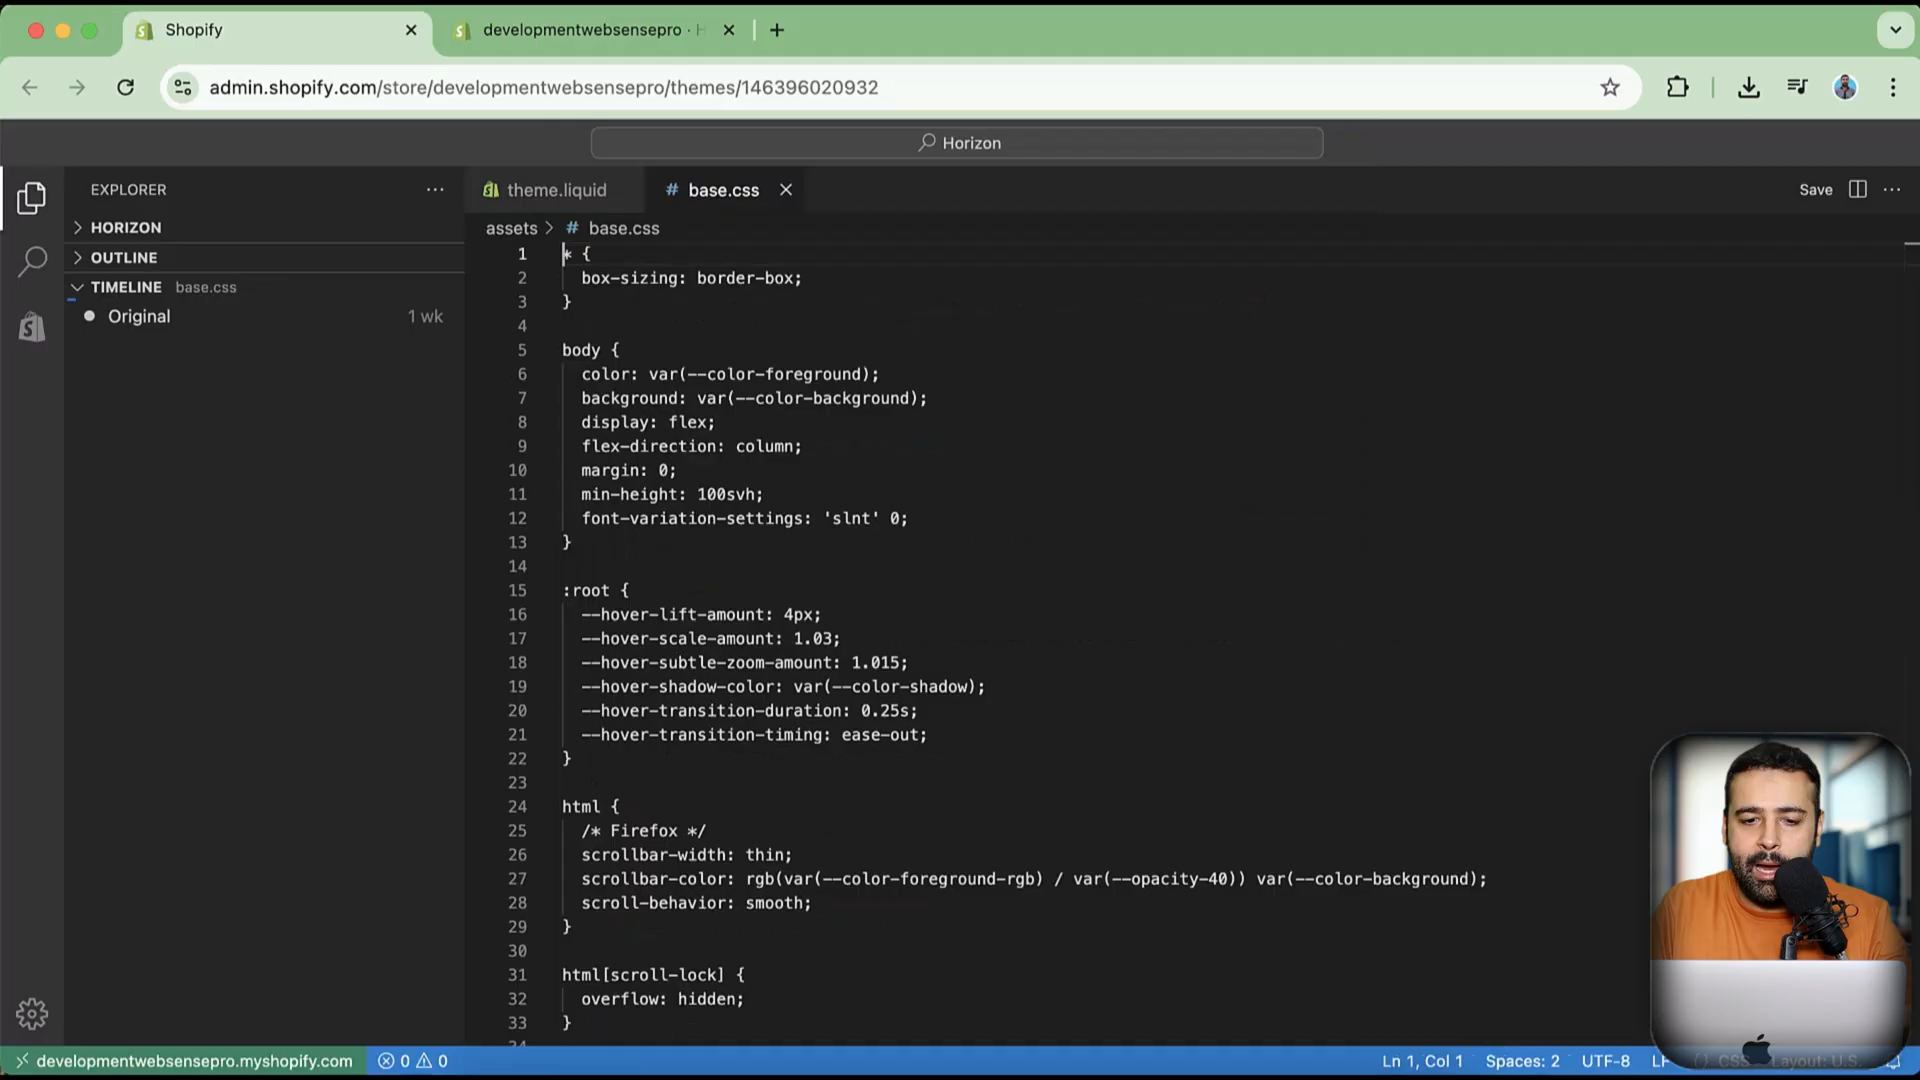 Shopify
developmentwebsensepro · H
admin.shopify.com/store/developmentwebsensepro/themes/146396020932
Horizon
EXPLORER
HORIZON
OUTLINE
TIMELINE base.css
Original 1 wk
theme.liquid
# base.css
Save
assets > # base.css
1 * {
2 box-sizing: border-box;
3 }
4
5 body {
6 color: var(--color-foreground);
7 background: var(--color-background);
8 display: flex;
9 flex-direction: column;
10 margin: 0;
11 min-height: 100svh;
12 font-variation-settings: 'slnt' 0;
13 }
14
15 :root {
16 --hover-lift-amount: 4px;
17 --hover-scale-amount: 1.03;
18 --hover-subtle-zoom-amount: 1.015;
19 --hover-shadow-color: var(--color-shadow);
20 --hover-transition-duration: 0.25s;
21 --hover-transition-timing: ease-out;
22 }
23
24 html {
25 /* Firefox */
26 scrollbar-width: thin;
27 scrollbar-color: rgb(var(--color-foreground-rgb) / var(--opacity-40)) var(--color-background);
28 scroll-behavior: smooth;
29 }
30
31 html[scroll-lock] {
32 overflow: hidden;
33 }
developmentwebsensepro.myshopify.com 0 0 Ln 1, Col 1 Spaces: 2 UTF-8 LF {} CSS Layout: U.S.